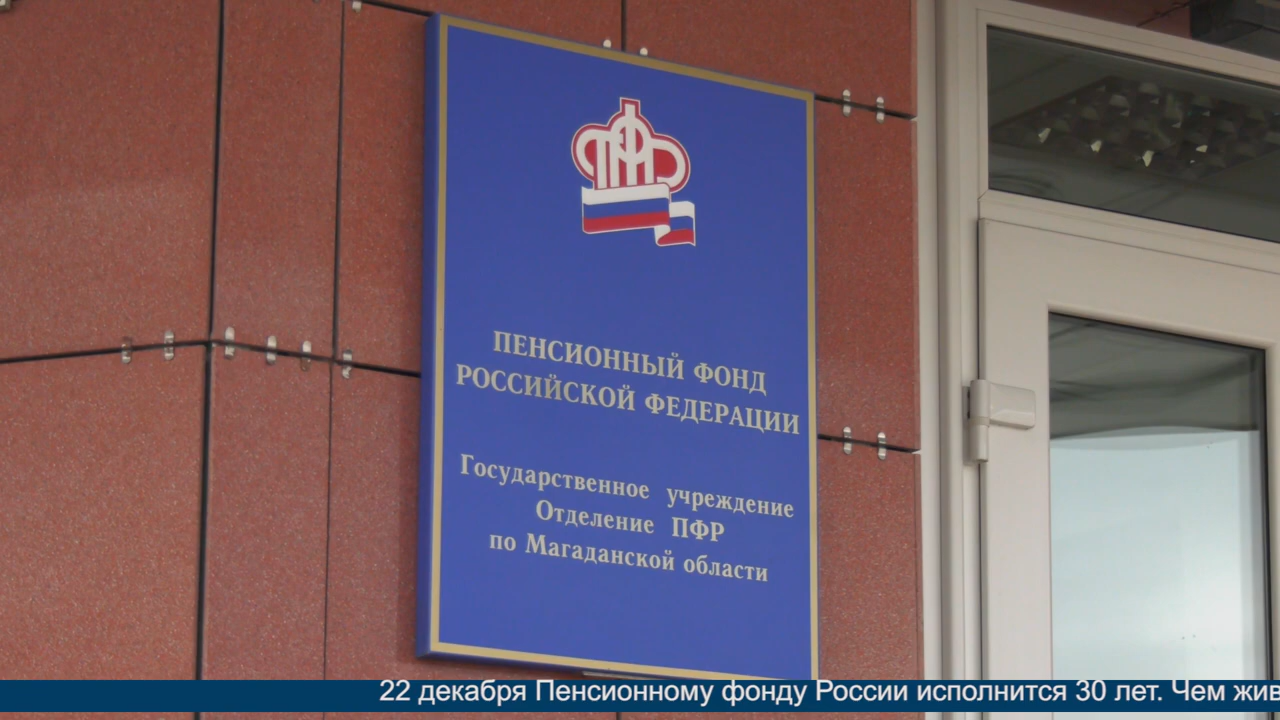 ПЕНСИОННЫЙ ФОНД
РОССИЙСКОЙ ФЕДЕРАЦИИ
Государственное учреждение
Отделение ПФР
по Магаданской области
22 декабря Пенсионному фонду России исполнится 30 лет. Чем жив